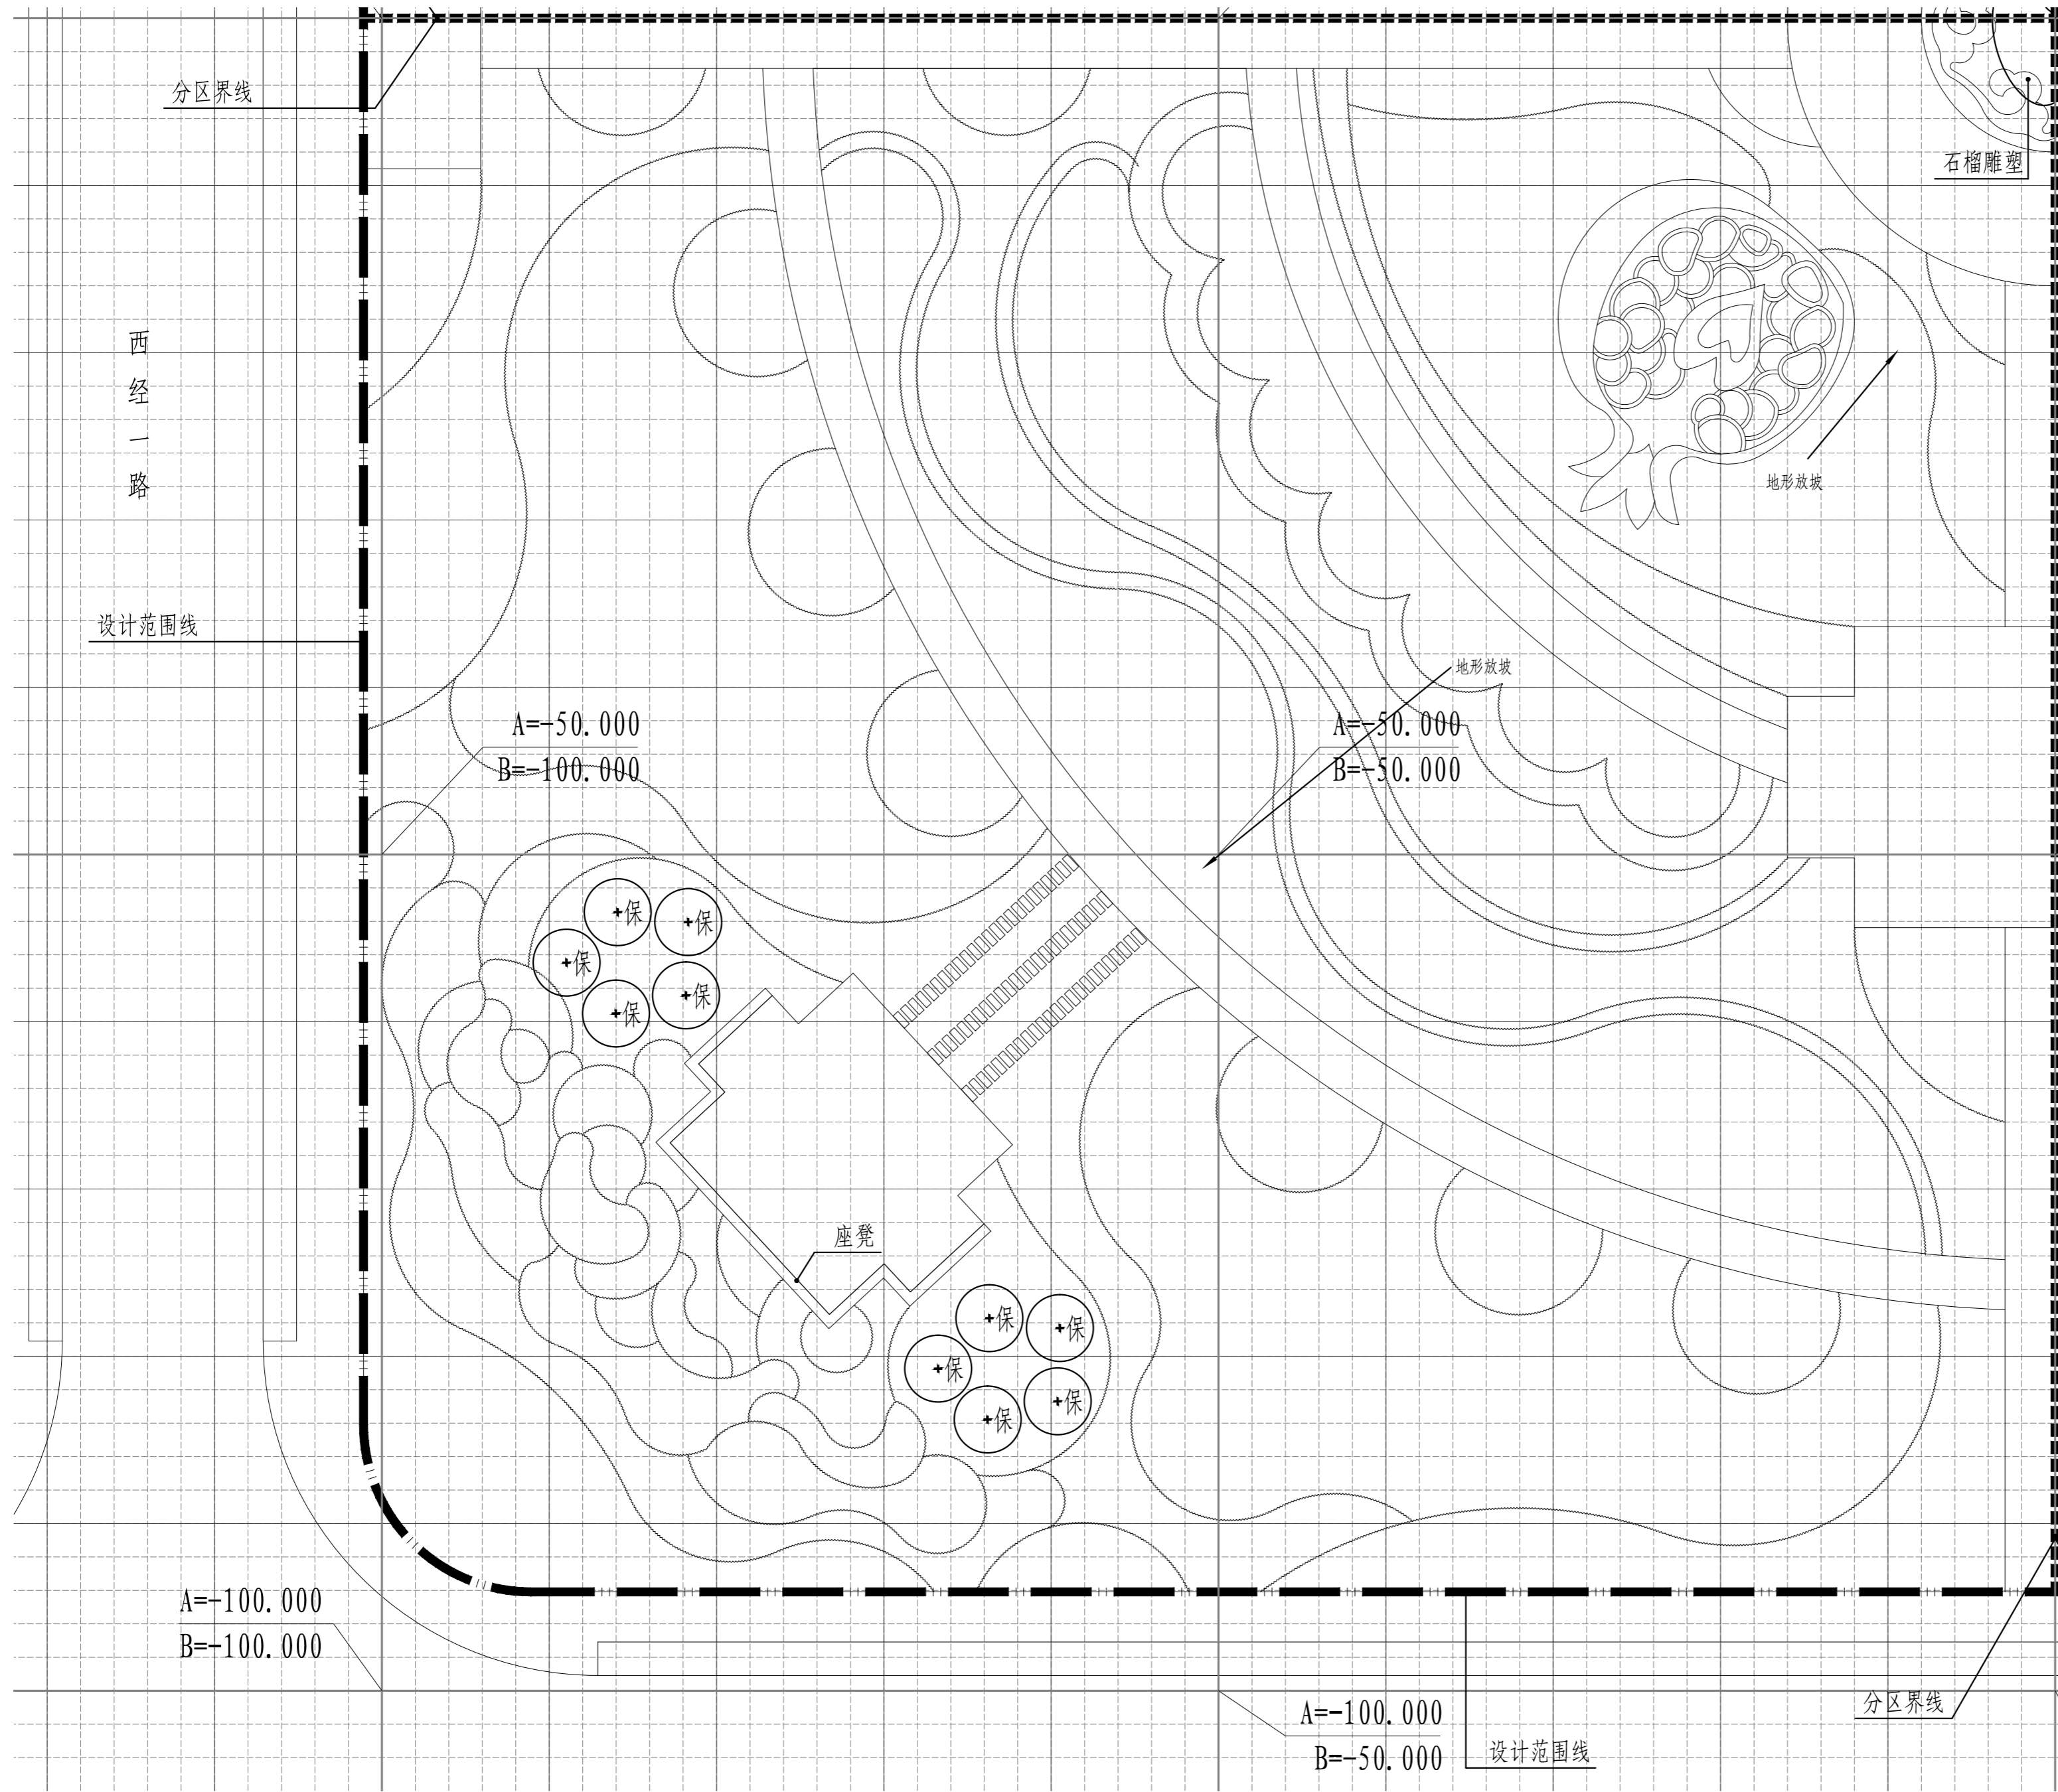 分区界线
石榴雕塑
西经一路
地形放坡
设计范围线
地形放坡
A=-50.000
B=-100.000
A=-50.000
B=-50.000
+保
+保
+保
+保
+保
座凳
+保
+保
+保
+保
+保
A=-100.000
B=-100.000
分区界线
A=-100.000
B=-50.000
设计范围线